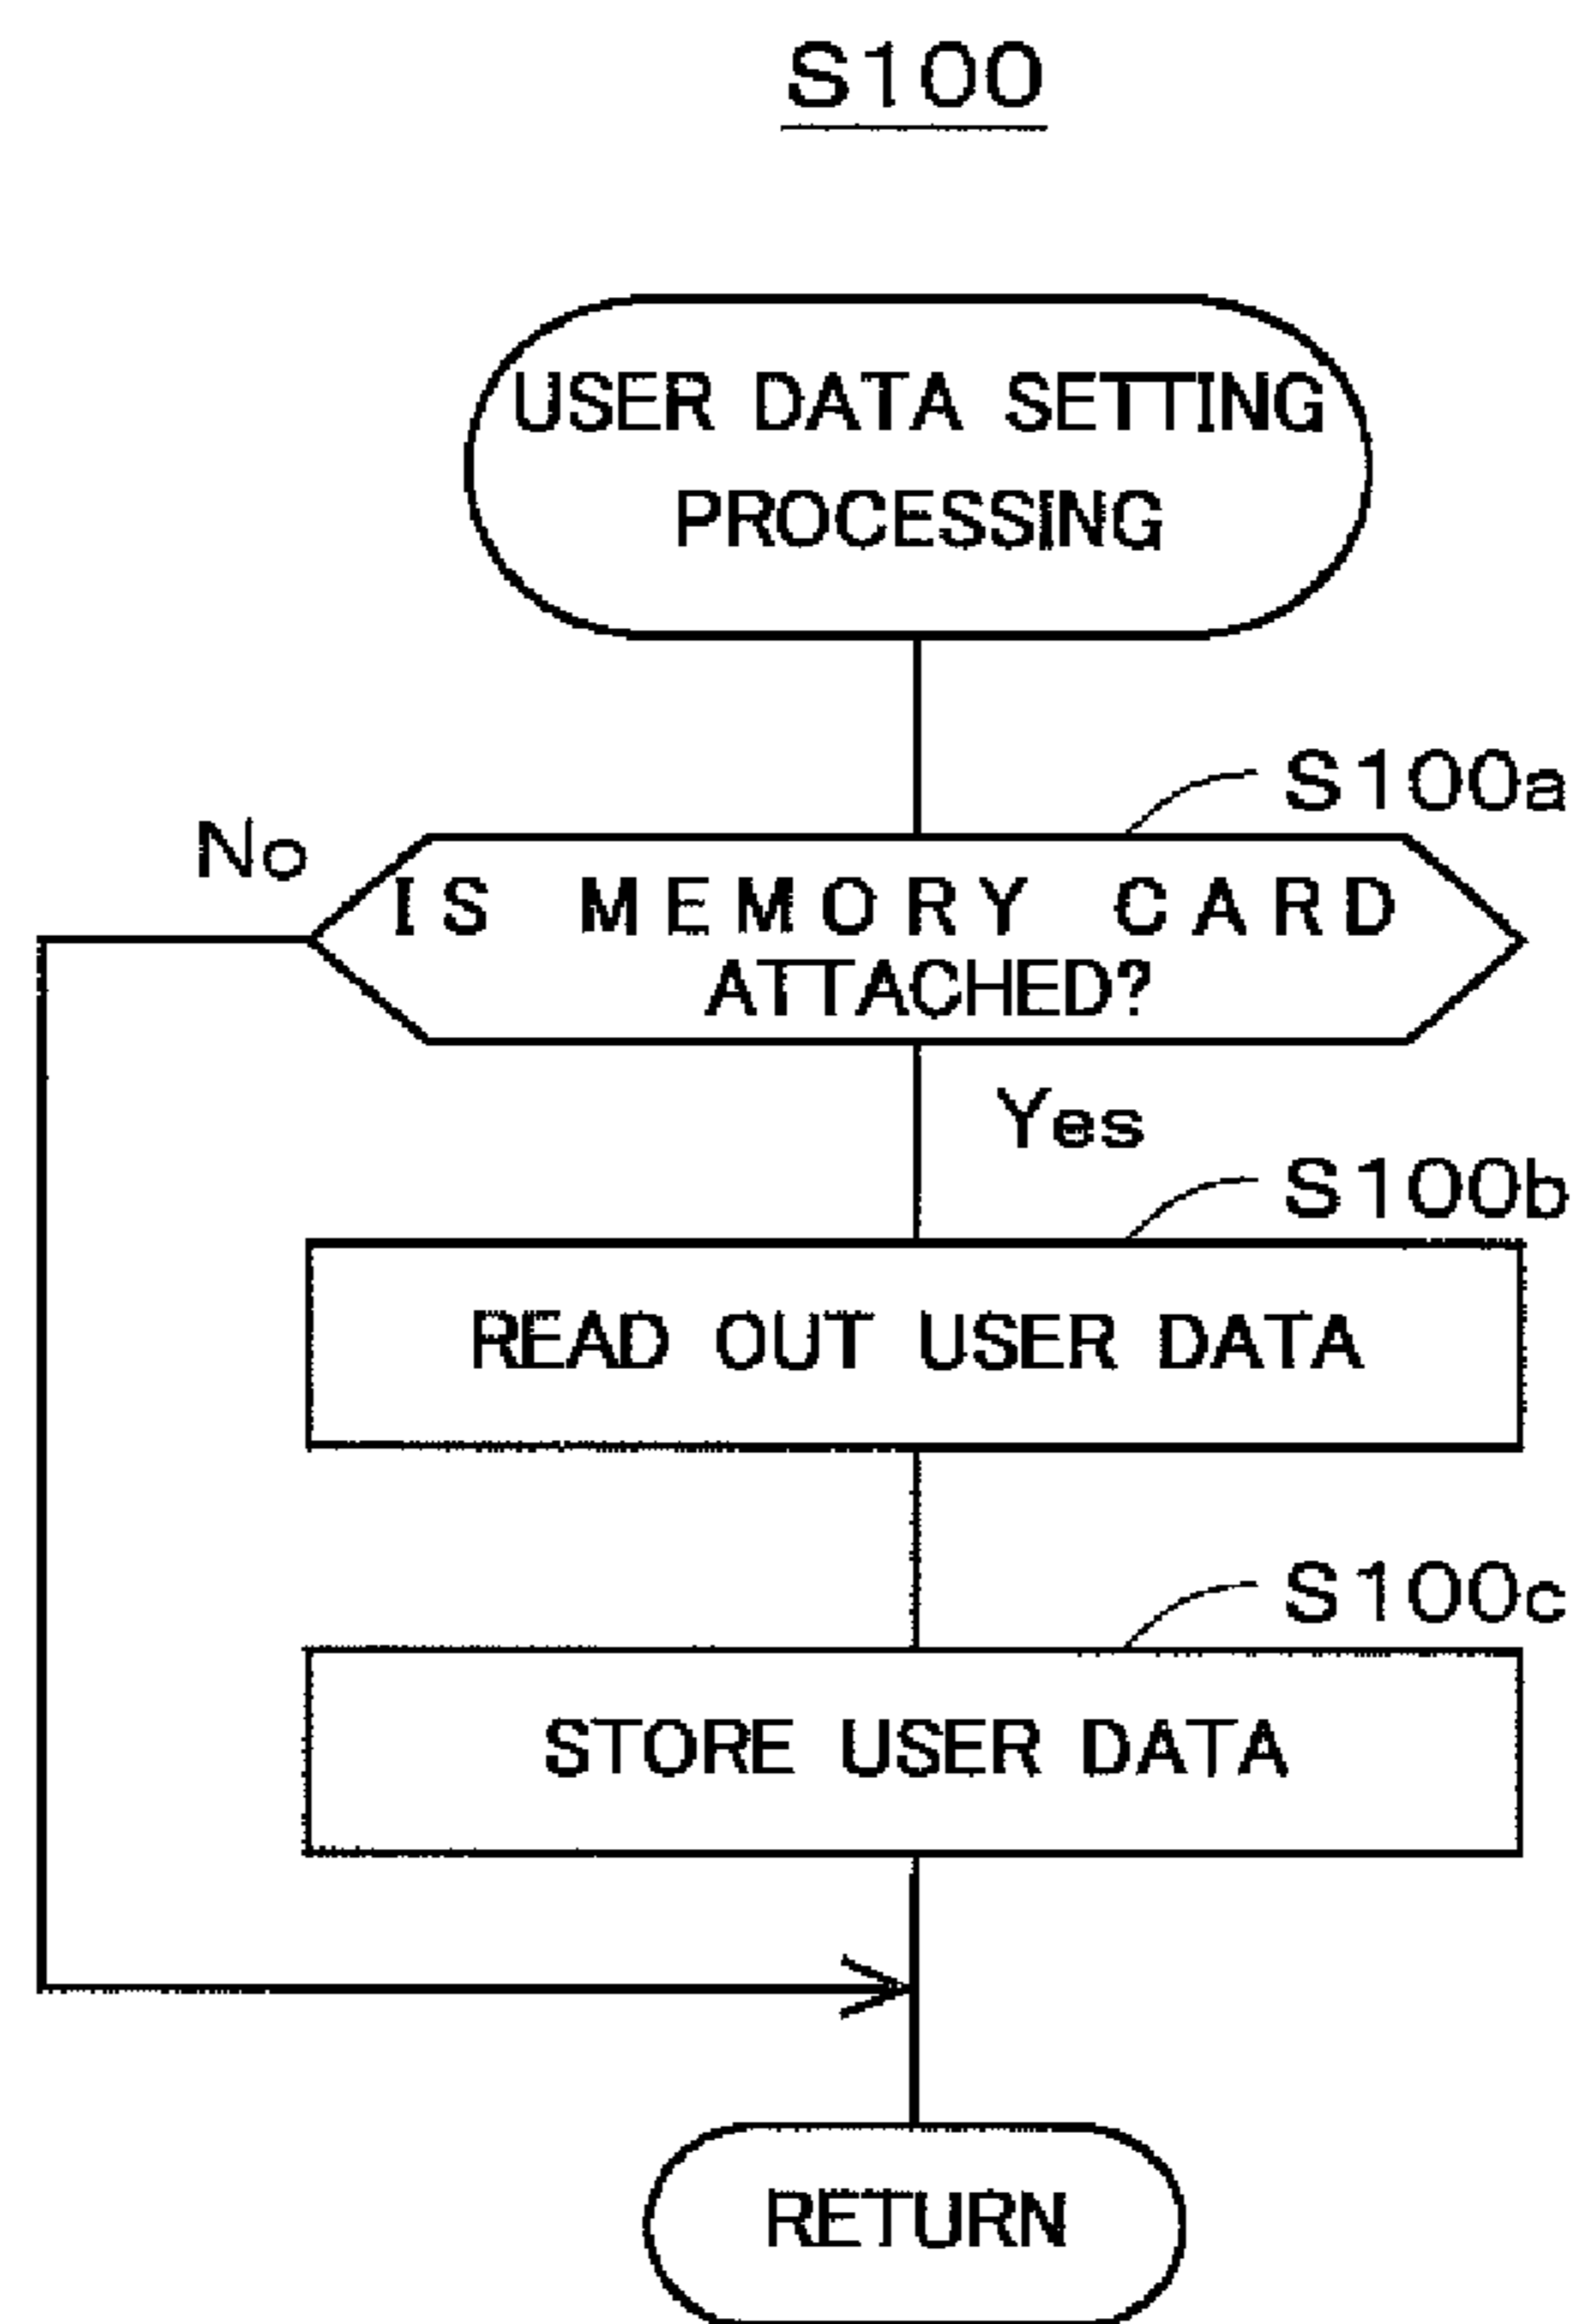 S100
USER DATA SETTING
PROCESSING
S100a
No
IS MEMORY CARD
ATTACHED?
Yes
S100b
READ OUT USER DATA
S100c
STORE USER DATA
RETURN